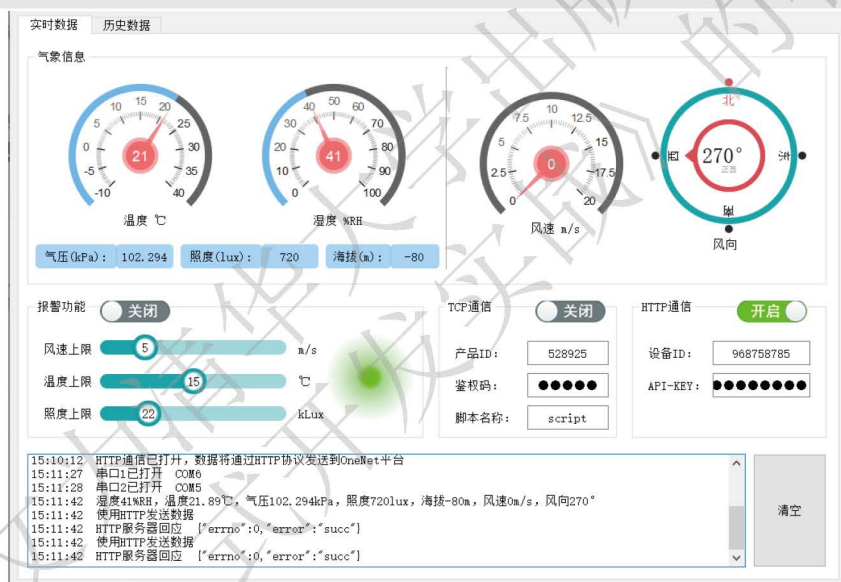 实时数据 历史数据
气象信息
-10 -5 0 5 10 15 20 25 30 35 40
21
温度 ℃
0 10 20 30 40 50 60 70 80 90 100
41
湿度 %RH
0 2.5 5 7.5 10 12.5 15 17.5 20
0
风速 m/s
北
西 270° 东
正西
南
风向
气压(kPa): 102.294 照度(lux): 720 海拔(m): -80
报警功能 关闭
风速上限 5 m/s
温度上限 15 ℃
照度上限 22 kLux
TCP通信 关闭
产品ID: 528925
鉴权码: ●●●●●
脚本名称: script
HTTP通信 开启
设备ID: 968758785
API-KEY: ●●●●●●●●
15:10:12 HTTP通信已打开，数据将通过HTTP协议发送到OneNet平台
15:11:27 串口1已打开 COM6
15:11:28 串口2已打开 COM5
15:11:42 湿度41%RH，温度21.89℃，气压102.294kPa，照度720lux，海拔-80m，风速0m/s，风向270°
15:11:42 使用HTTP发送数据
15:11:42 HTTP服务器回应 {"errno":0,"error":"succ"}
15:11:42 使用HTTP发送数据
15:11:42 HTTP服务器回应 {"errno":0,"error":"succ"}
清空